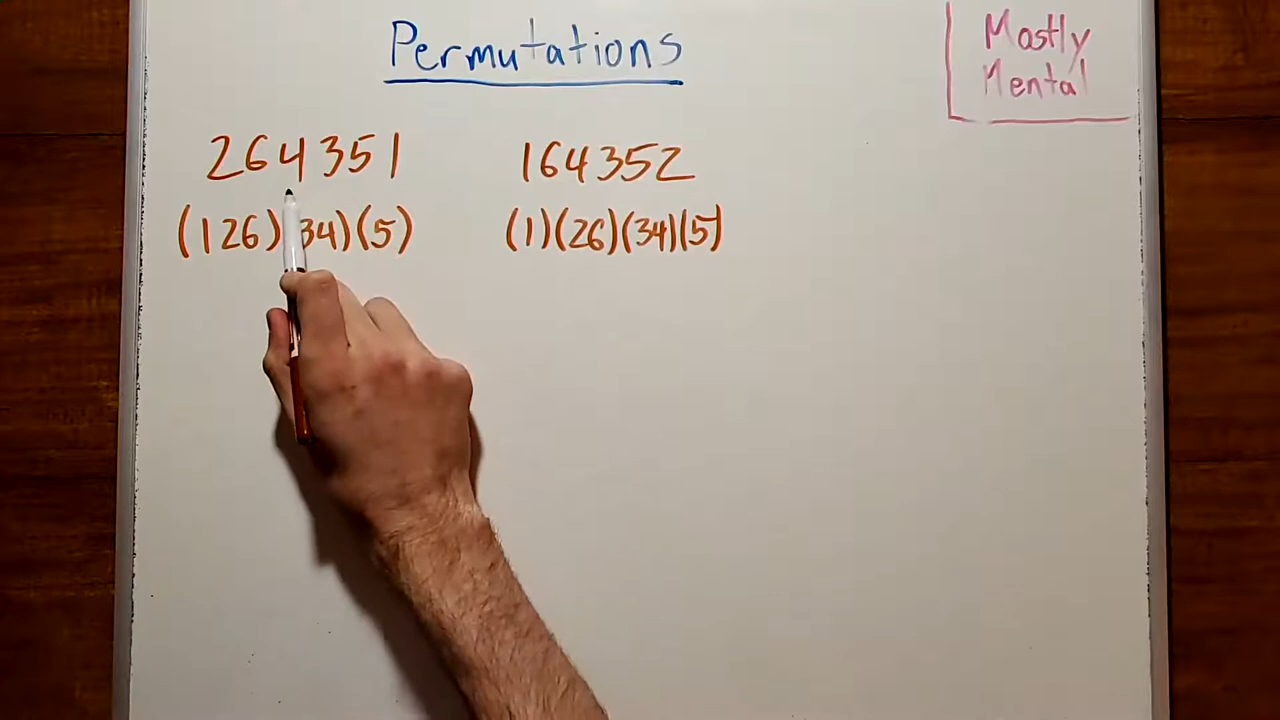 Permutations
Mostly
Mental
264351
164352
(126)34)(5)
(1)(26)(34)(5)